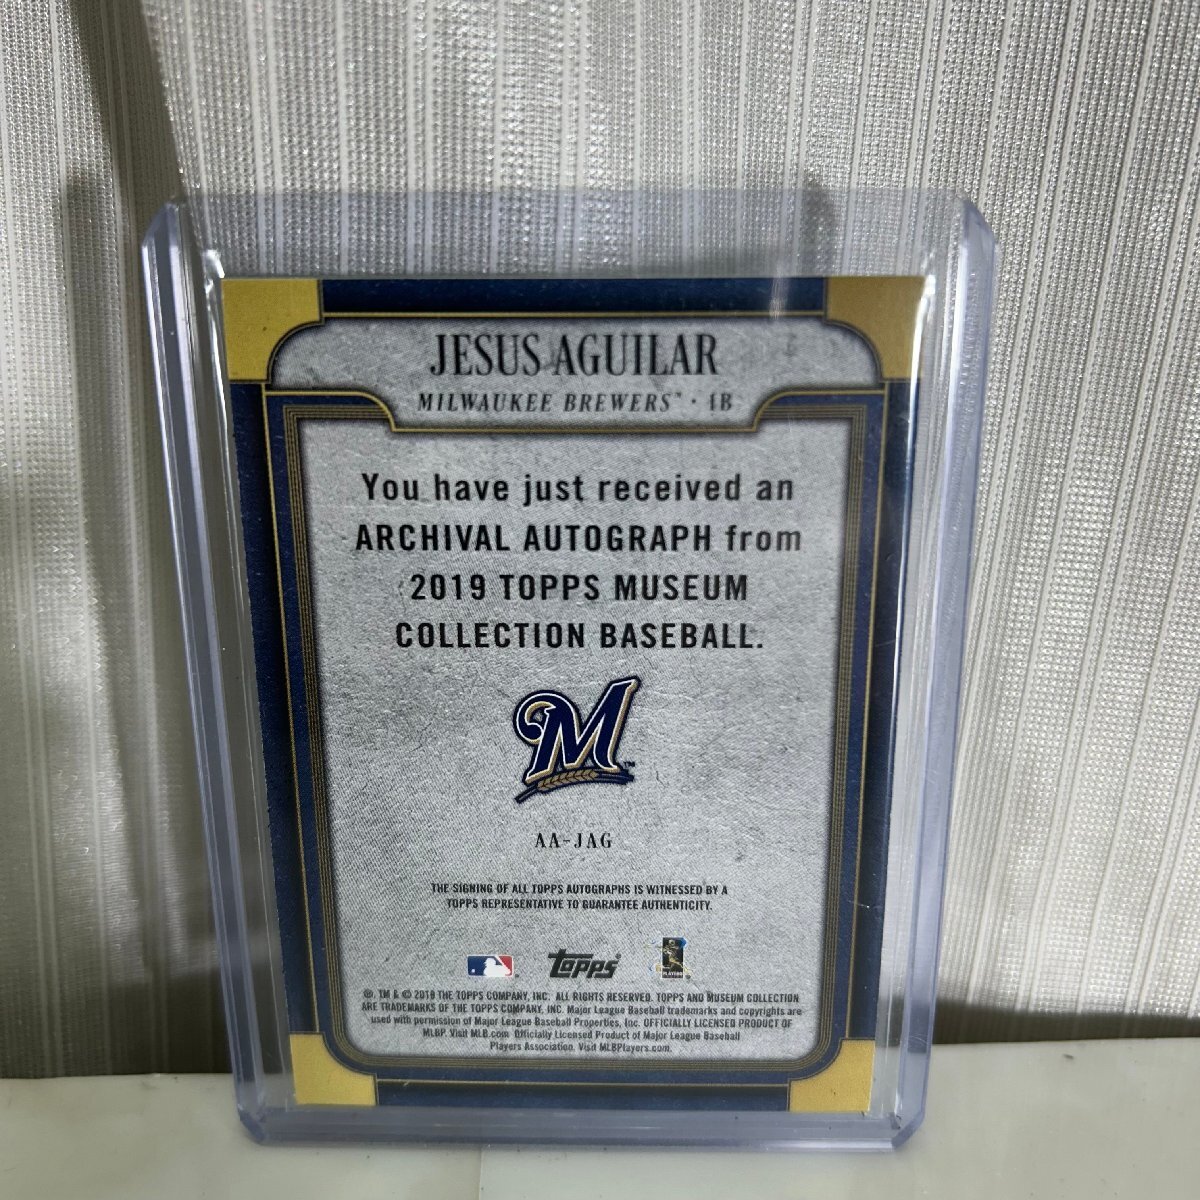 JESUS AGUILAR
MILWAUKEE BREWERS™ · 1B
You have just received an
ARCHIVAL AUTOGRAPH from
2019 TOPPS MUSEUM
COLLECTION BASEBALL.
M
AA-JAG
THE SIGNING OF ALL TOPPS AUTOGRAPHS IS WITNESSED BY A
TOPPS REPRESENTATIVE TO GUARANTEE AUTHENTICITY.
topps
PLAYERS
®, TM & © 2019 THE TOPPS COMPANY, INC. ALL RIGHTS RESERVED. TOPPS AND MUSEUM COLLECTION
ARE TRADEMARKS OF THE TOPPS COMPANY, INC. Major League Baseball trademarks and copyrights are
used with permission of Major League Baseball Properties, Inc. OFFICIALLY LICENSED PRODUCT OF
MLBP. Visit MLB.com Officially Licensed Product of Major League Baseball
Players Association. Visit MLBPlayers.com.